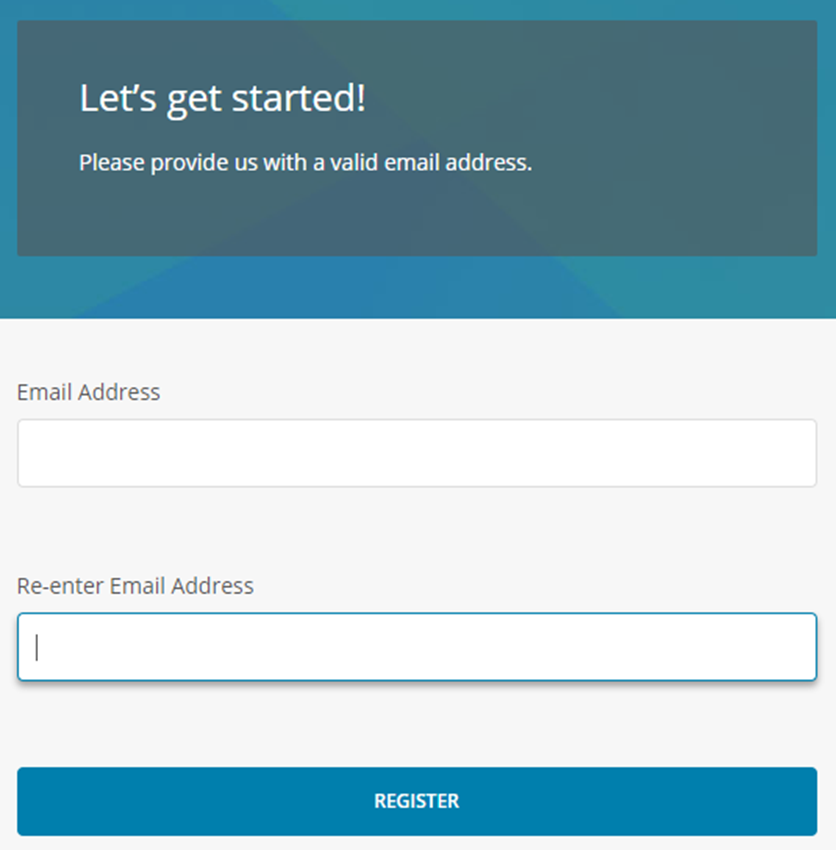 Let’s get started!
Please provide us with a valid email address.
Email Address
Re-enter Email Address
REGISTER